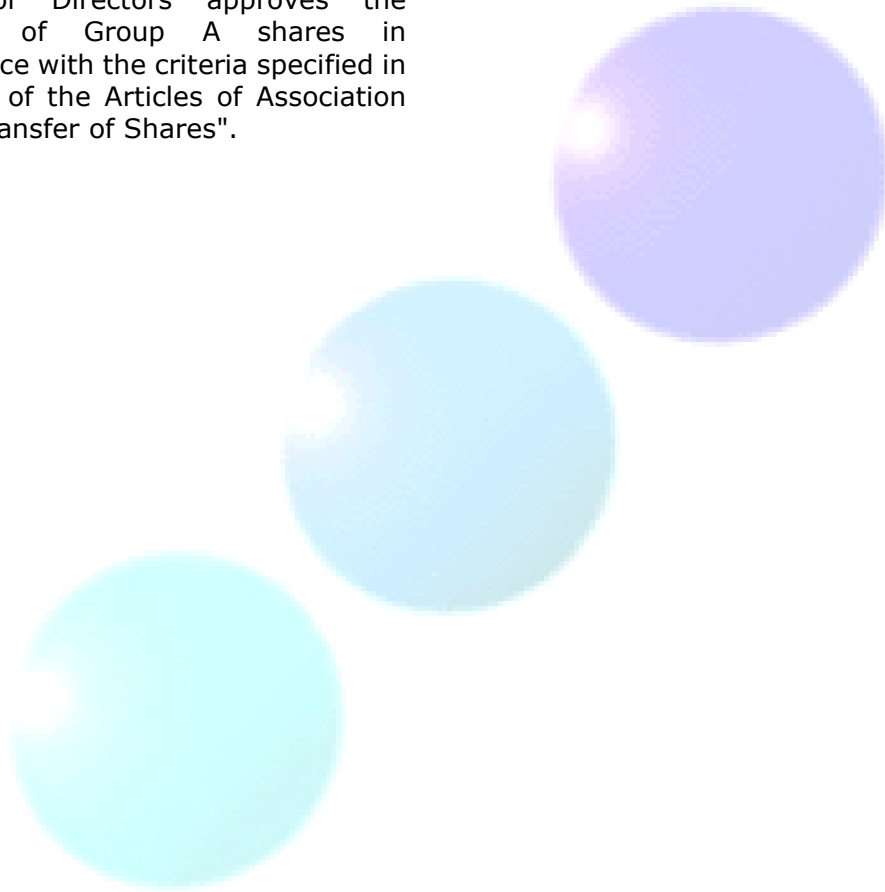 of Directors approves the
of Group A shares in
ce with the criteria specified in
of the Articles of Association
ansfer of Shares".